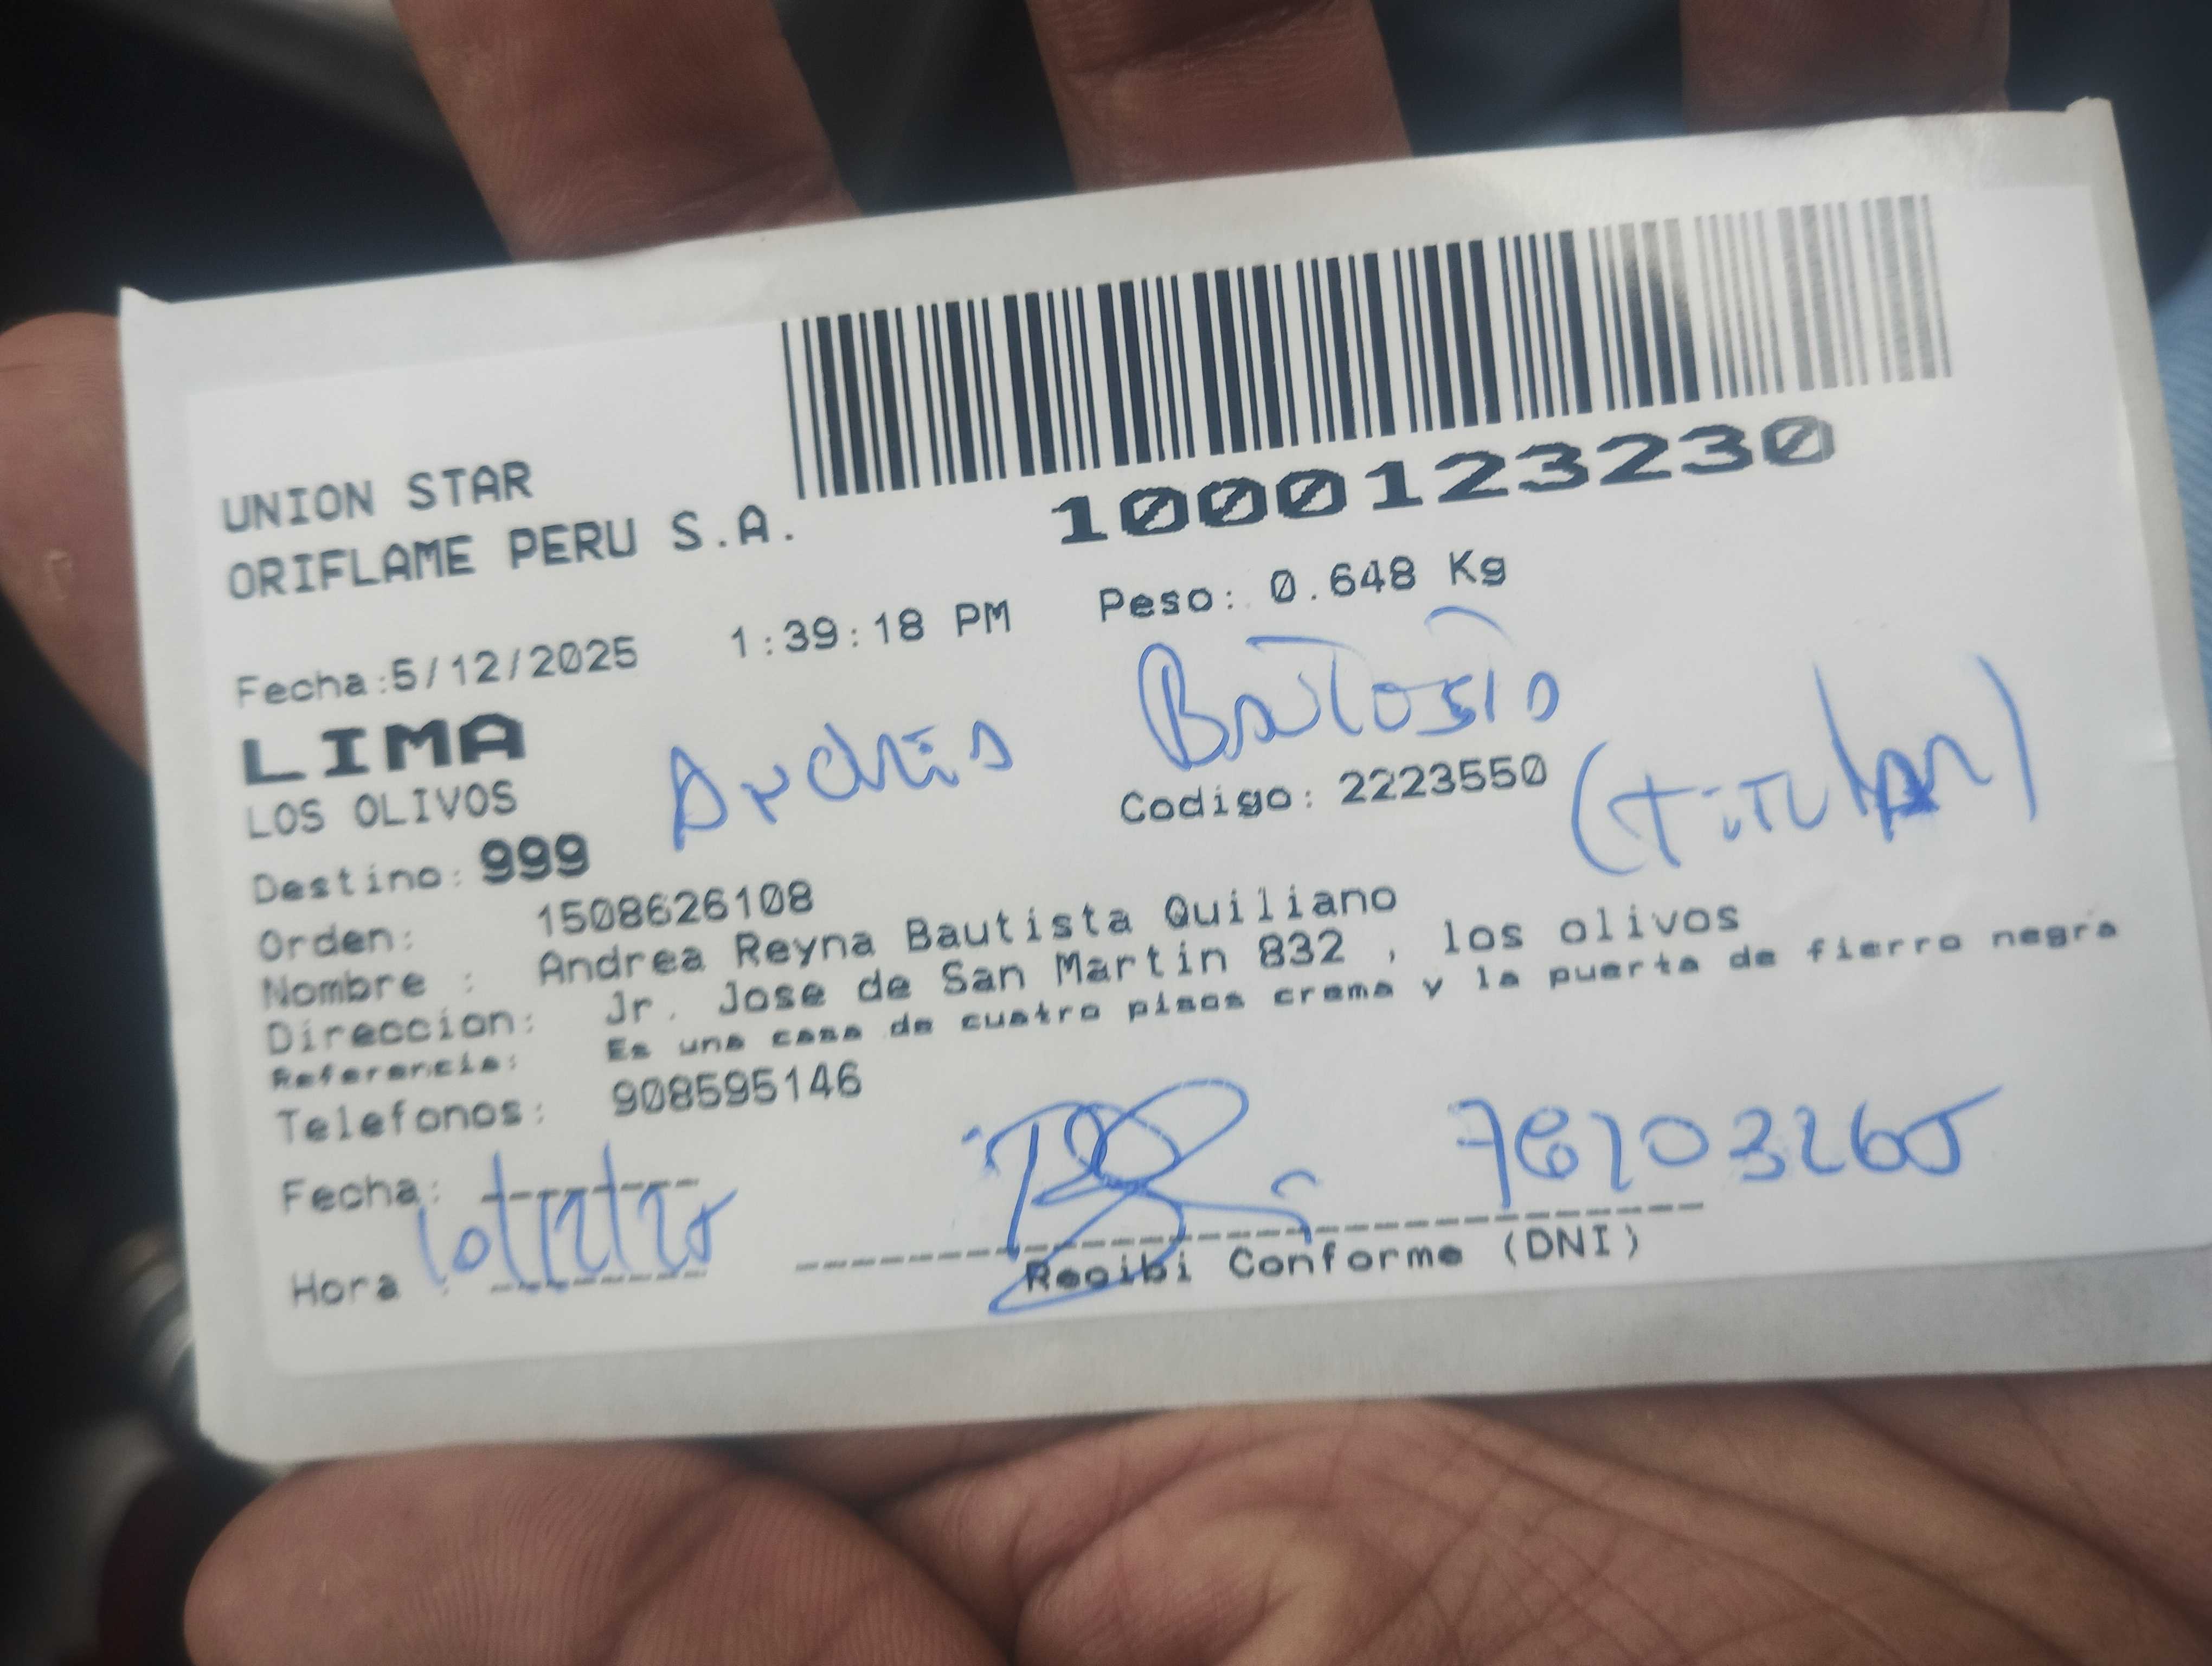 UNION STAR
ORIFLAME PERU S.A.
1000123230
Fecha:5/12/2025 1:39:18 PM Peso: 0.648 Kg
LIMA
LOS OLIVOS
Destino: 999 Codigo: 2223550 (titular)
Orden: 1508626108
Nombre : Andrea Reyna Bautista Quiliano
Direccion: Jr. Jose de San Martin 832 , los olivos
Referencia: Es una casa de cuatro pisos crema y la puerta de fierro negra
Telefonos: 908595146
Fecha: 10/12/25
Hora :
Recibi Conforme (DNI)